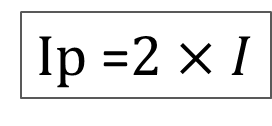 Ip =2 × I